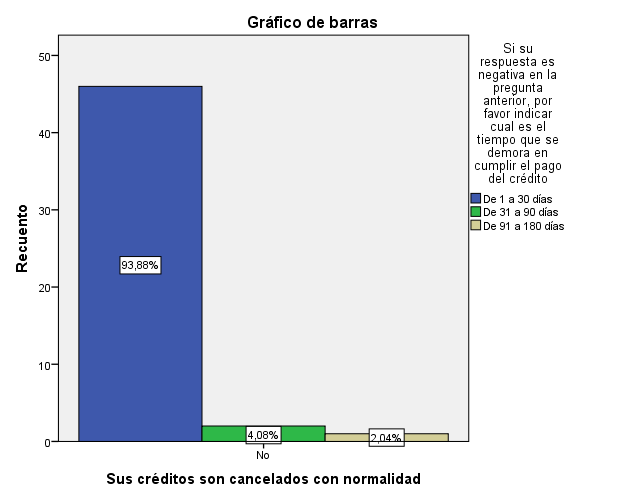 Gráfico de barras
50
40
30
20
10
0
Recuento
93,88%
4,08%
2,04%
No
Sus créditos son cancelados con normalidad
Si su
respuesta es
negativa en la
pregunta
anterior, por
favor indicar
cual es el
tiempo que se
demora en
cumplir el pago
del crédito
De 1 a 30 días
De 31 a 90 días
De 91 a 180 días